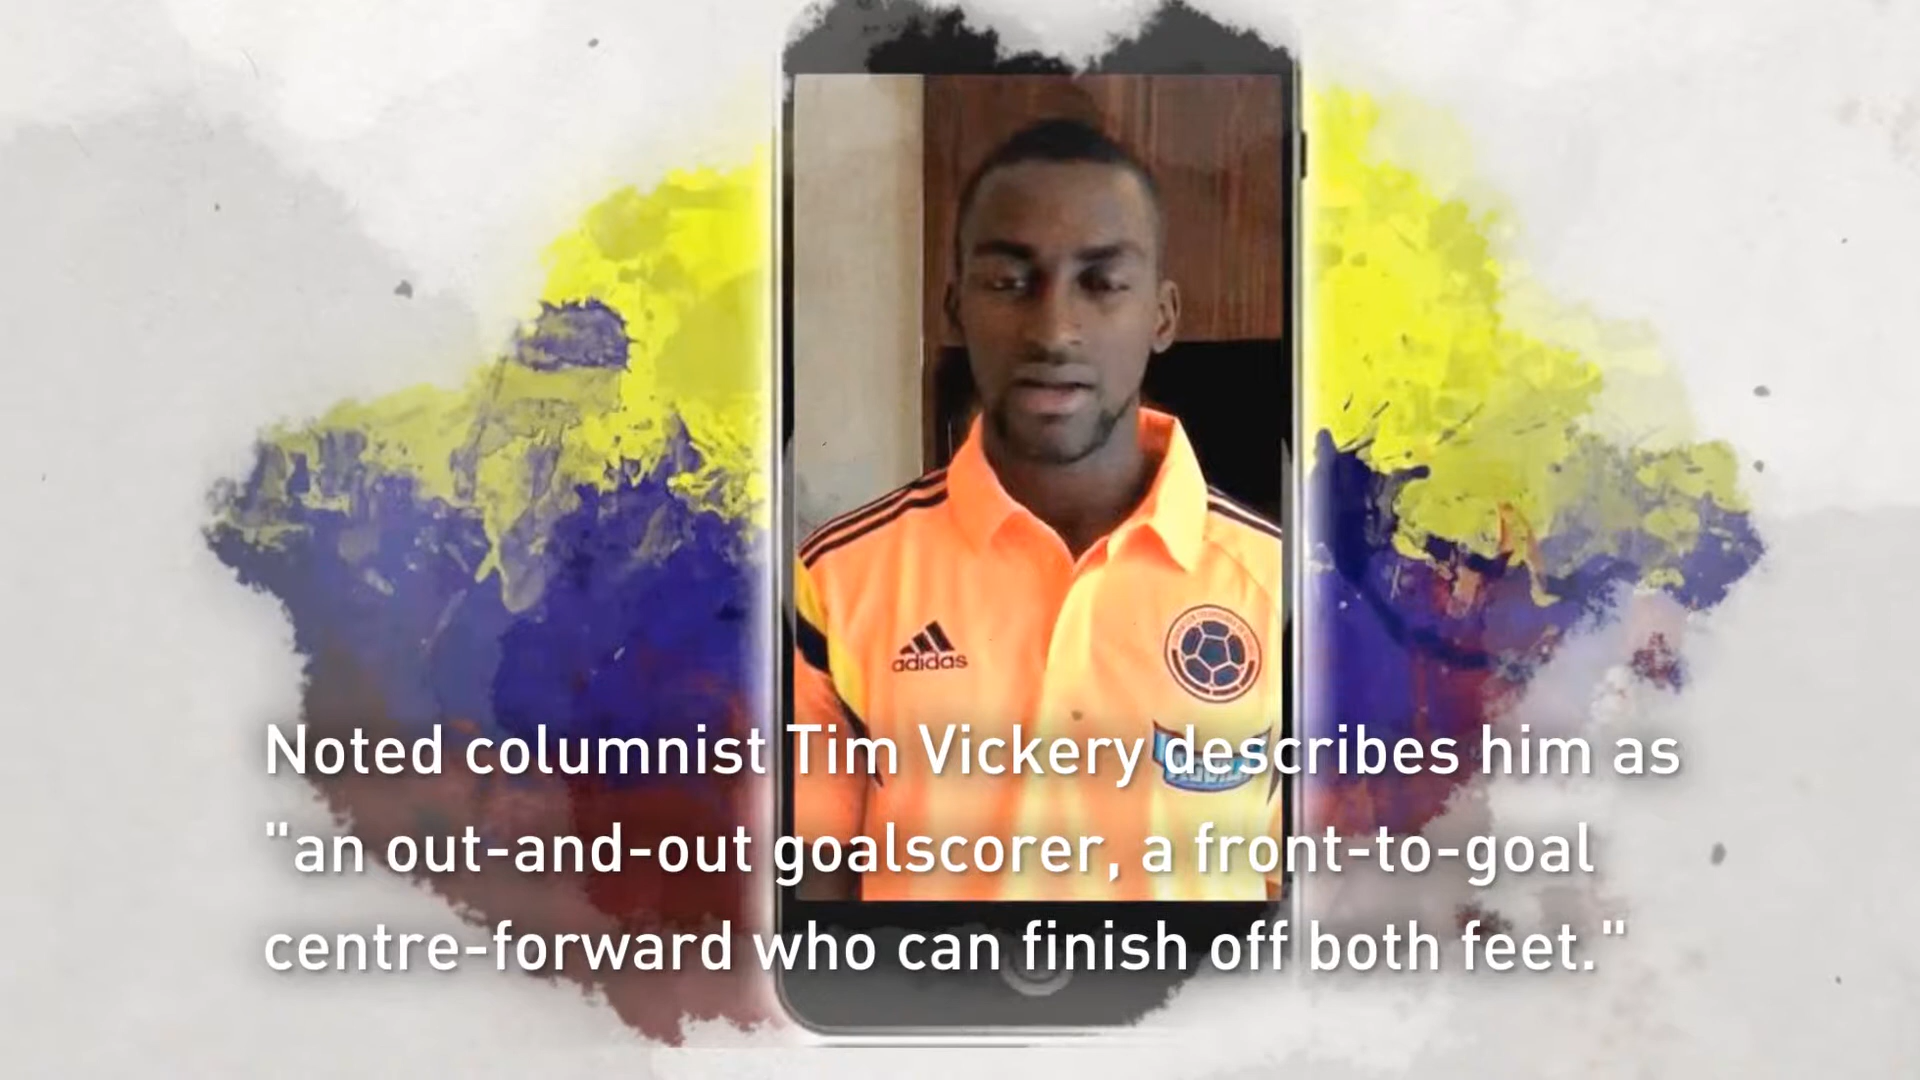 adidas
Noted columnist Tim Vickery describes him as
"an out-and-out goalscorer, a front-to-goal
centre-forward who can finish off both feet."